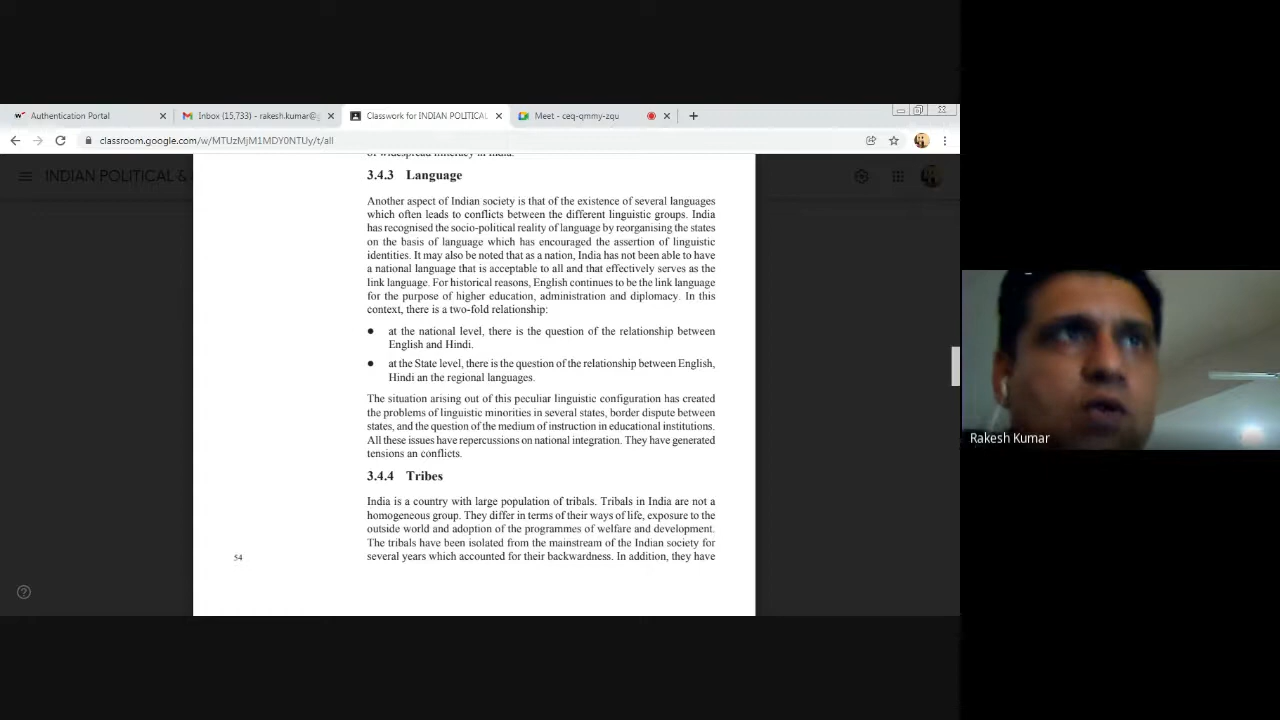 Authentication Portal
Inbox (15,733) - rakesh.kumar@g
Classwork for INDIAN POLITICAL
Meet - ceq-qmmy-zqu
classroom.google.com/w/MTUzMjM1MDY0NTUy/t/all
INDIAN POLITICAL &
of widespread illiteracy in India.
3.4.3 Language
Another aspect of Indian society is that of the existence of several languages
which often leads to conflicts between the different linguistic groups. India
has recognised the socio-political reality of language by reorganising the states
on the basis of language which has encouraged the assertion of linguistic
identities. It may also be noted that as a nation, India has not been able to have
a national language that is acceptable to all and that effectively serves as the
link language. For historical reasons, English continues to be the link language
for the purpose of higher education, administration and diplomacy. In this
context, there is a two-fold relationship:
● at the national level, there is the question of the relationship between
English and Hindi.
● at the State level, there is the question of the relationship between English,
Hindi an the regional languages.
The situation arising out of this peculiar linguistic configuration has created
the problems of linguistic minorities in several states, border dispute between
states, and the question of the medium of instruction in educational institutions.
All these issues have repercussions on national integration. They have generated
tensions an conflicts.
3.4.4 Tribes
India is a country with large population of tribals. Tribals in India are not a
homogeneous group. They differ in terms of their ways of life, exposure to the
outside world and adoption of the programmes of welfare and development.
The tribals have been isolated from the mainstream of the Indian society for
several years which accounted for their backwardness. In addition, they have
54
Rakesh Kumar